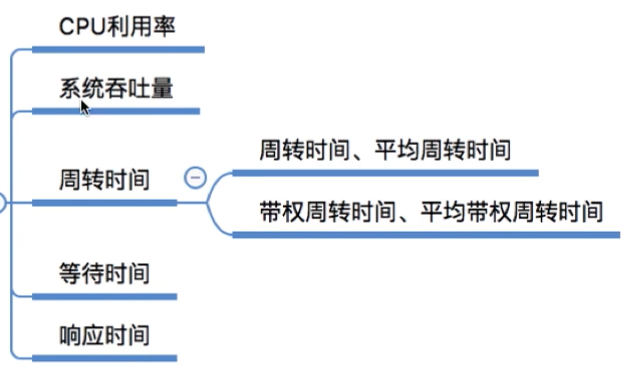 CPU利用率
系统吞吐量
周转时间
周转时间、平均周转时间
带权周转时间、平均带权周转时间
等待时间
响应时间